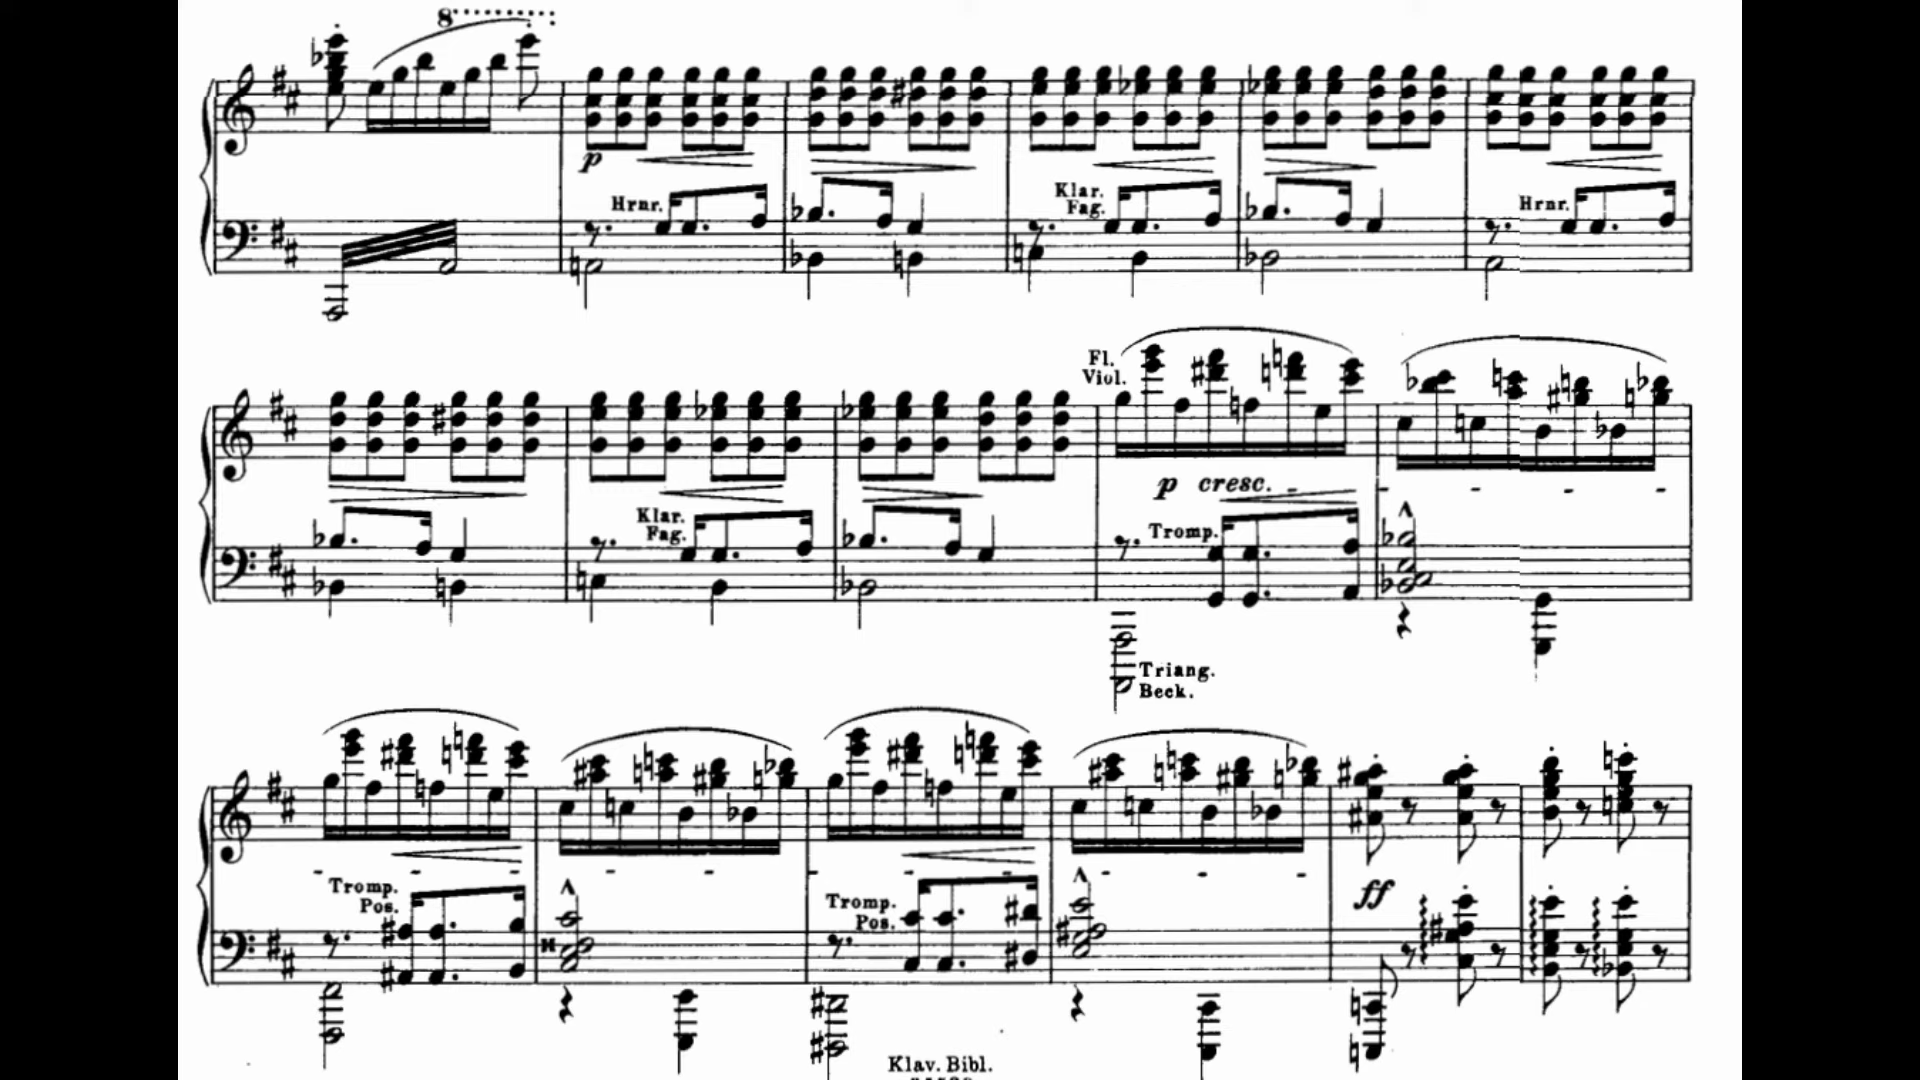 8
p
Hrnr.
Klar.
Fag.
Hrnr.
Klar.
Fag.
Fl.
Viol.
p cresc.
Tromp.
Triang.
Beck.
Tromp.
Pos.
Tromp.
Pos.
ff
Klav. Bibl.